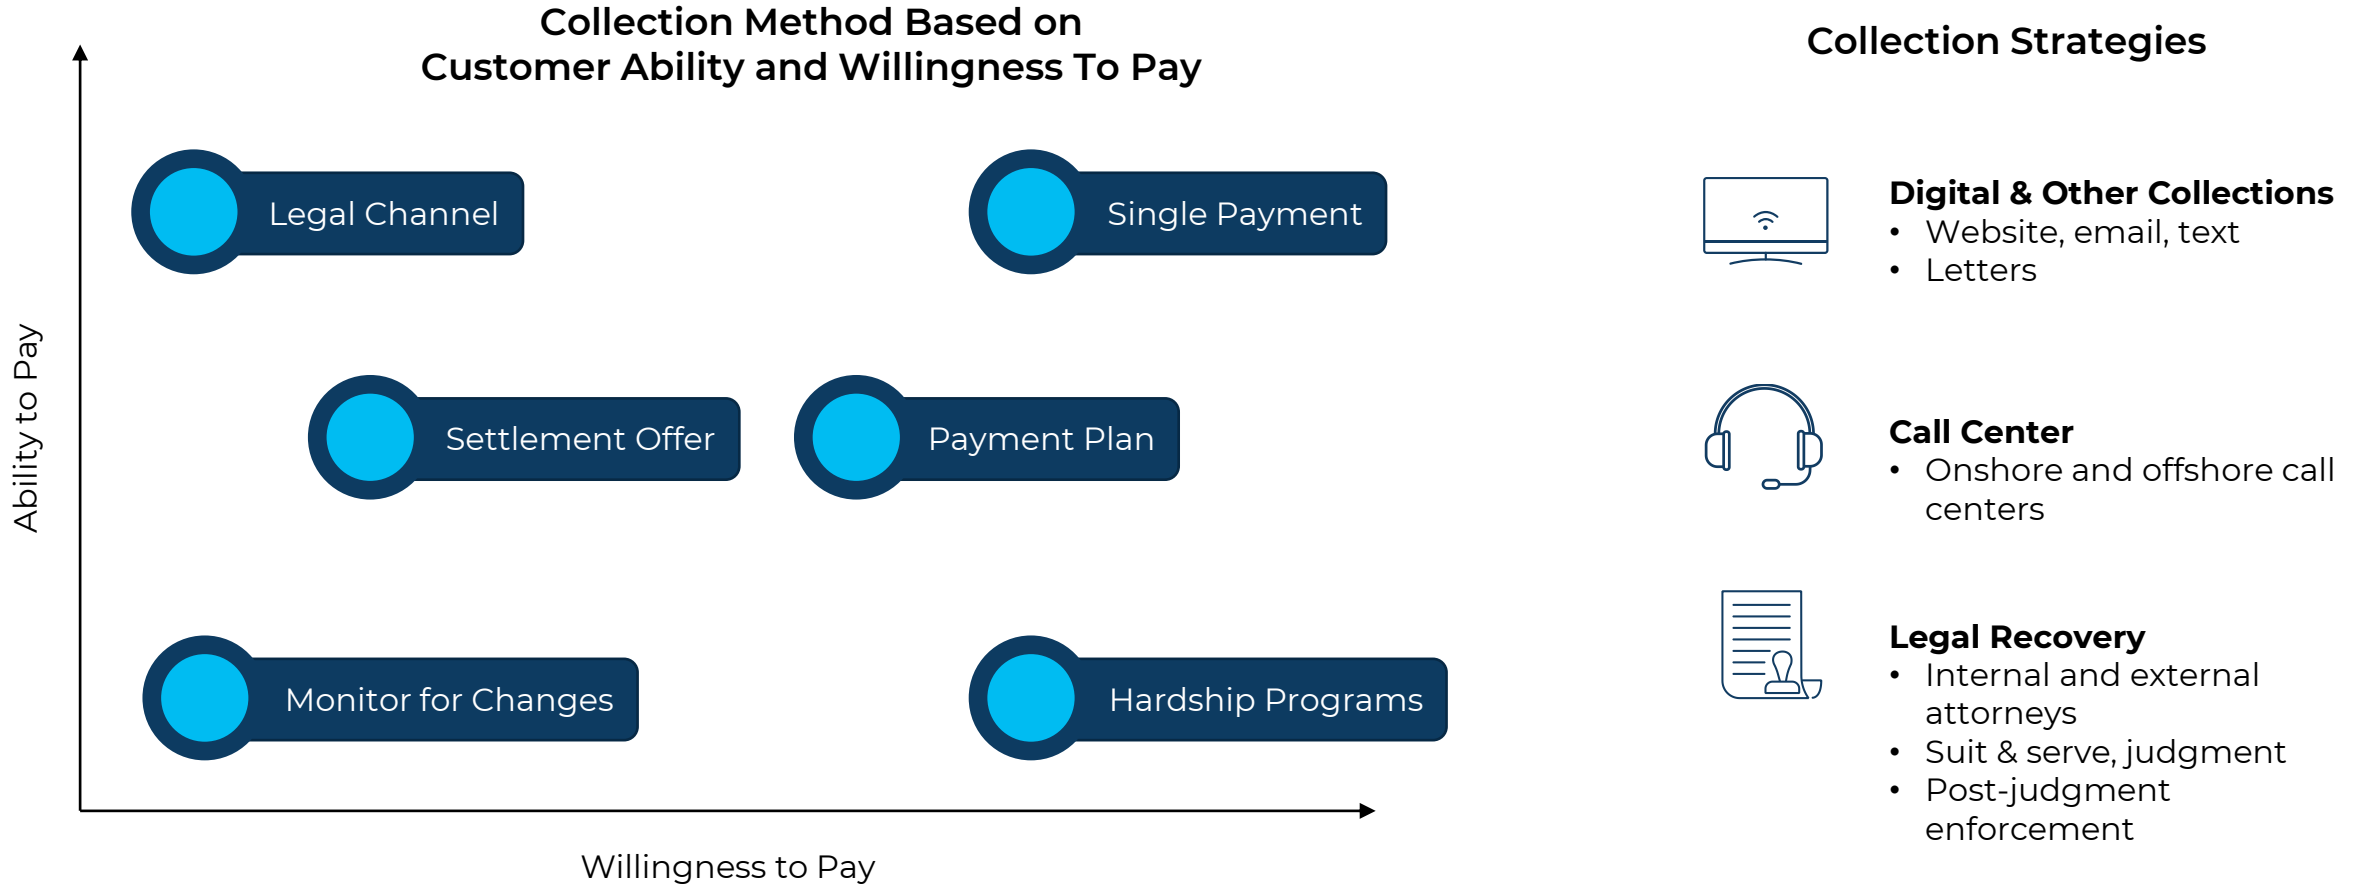 Collection Method Based on
Customer Ability and Willingness To Pay
Ability to Pay
Legal Channel
Single Payment
Settlement Offer
Payment Plan
Monitor for Changes
Hardship Programs
Willingness to Pay
Collection Strategies
Digital & Other Collections
• Website, email, text
• Letters
Call Center
• Onshore and offshore call
centers
Legal Recovery
• Internal and external
attorneys
• Suit & serve, judgment
• Post-judgment
enforcement